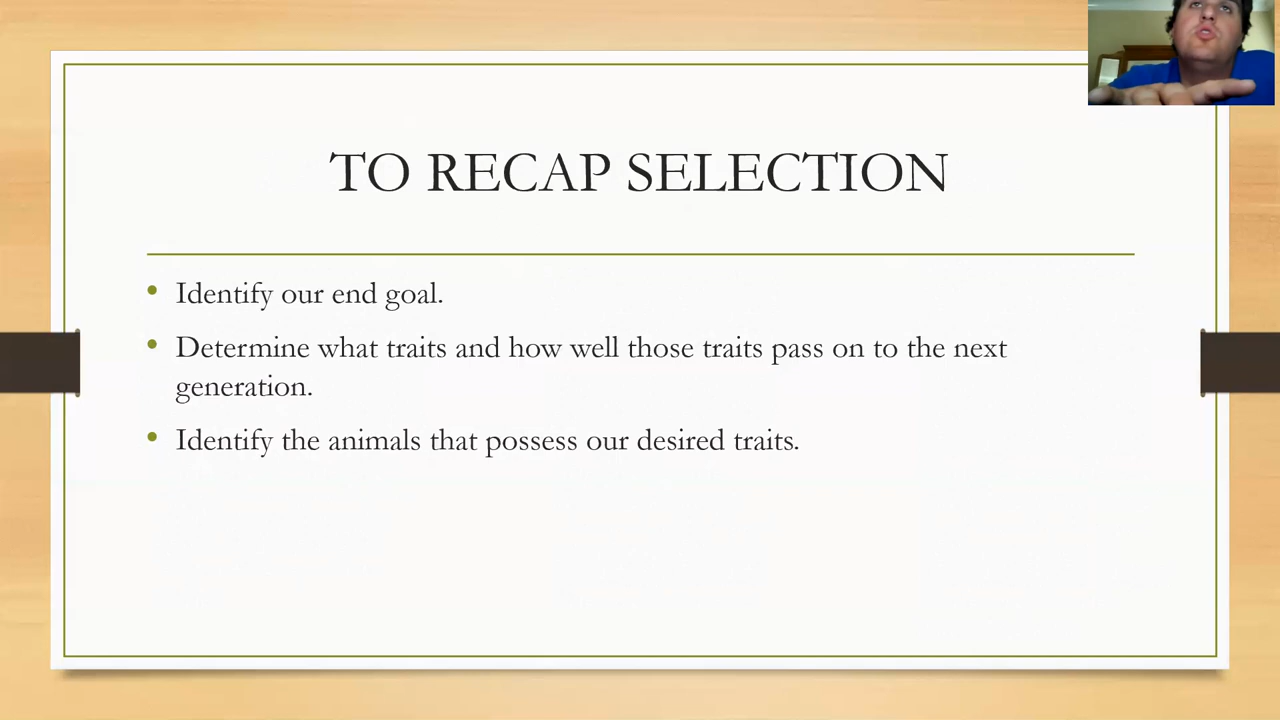 TO RECAP SELECTION
• Identify our end goal.
• Determine what traits and how well those traits pass on to the next
generation.
• Identify the animals that possess our desired traits.